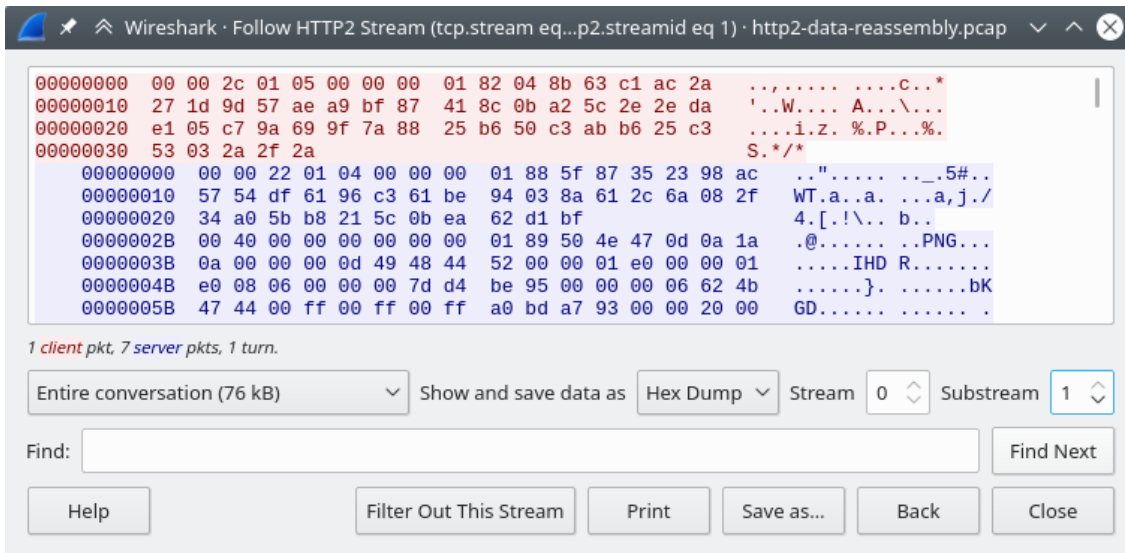 Wireshark · Follow HTTP2 Stream (tcp.stream eq...p2.streamid eq 1) · http2-data-reassembly.pcap
00000000  00 00 2c 01 05 00 00 00  01 82 04 8b 63 c1 ac 2a   ..,..... ....c..*
00000010  27 1d 9d 57 ae a9 bf 87  41 8c 0b a2 5c 2e 2e da   '..W.... A...\...
00000020  e1 05 c7 9a 69 9f 7a 88  25 b6 50 c3 ab b6 25 c3   ....i.z. %.P...%.
00000030  53 03 2a 2f 2a                                     S.*/*
00000000  00 00 22 01 04 00 00 00  01 88 5f 87 35 23 98 ac   .."..... .._.5#..
00000010  57 54 df 61 96 c3 61 be  94 03 8a 61 2c 6a 08 2f   WT.a..a. ...a,j./
00000020  34 a0 5b b8 21 5c 0b ea  62 d1 bf                  4.[.!\.. b..
0000002B  00 40 00 00 00 00 00 00  01 89 50 4e 47 0d 0a 1a   .@...... ..PNG...
0000003B  0a 00 00 00 0d 49 48 44  52 00 00 01 e0 00 00 01   .....IHD R.......
0000004B  e0 08 06 00 00 00 7d d4  be 95 00 00 00 06 62 4b   ......}. ......bK
0000005B  47 44 00 ff 00 ff 00 ff  a0 bd a7 93 00 00 20 00   GD...... ...... .
1 client pkt, 7 server pkts, 1 turn.
Entire conversation (76 kB) Show and save data as Hex Dump Stream 0 Substream 1
Find: Find Next
Help Filter Out This Stream Print Save as... Back Close